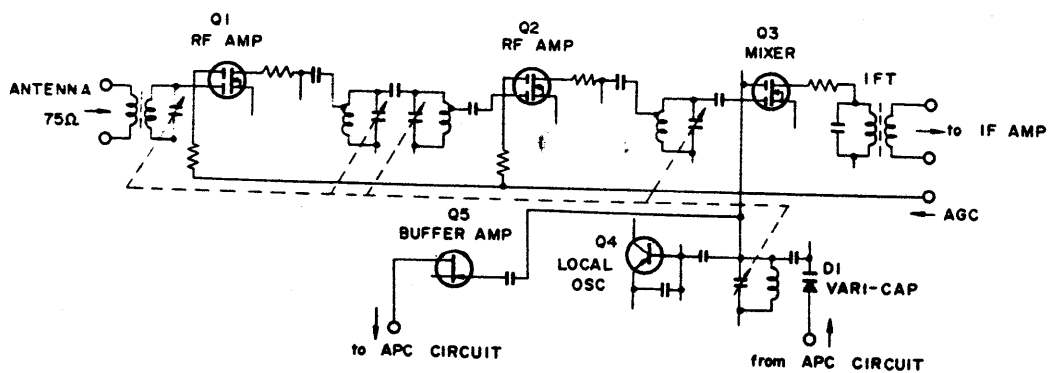 Q1
RF AMP
Q2
RF AMP
Q3
MIXER
ANTENNA
75Ω
IFT
to IF AMP
AGC
Q5
BUFFER AMP
Q4
LOCAL
OSC
D1
VARI-CAP
to APC CIRCUIT
from APC CIRCUIT